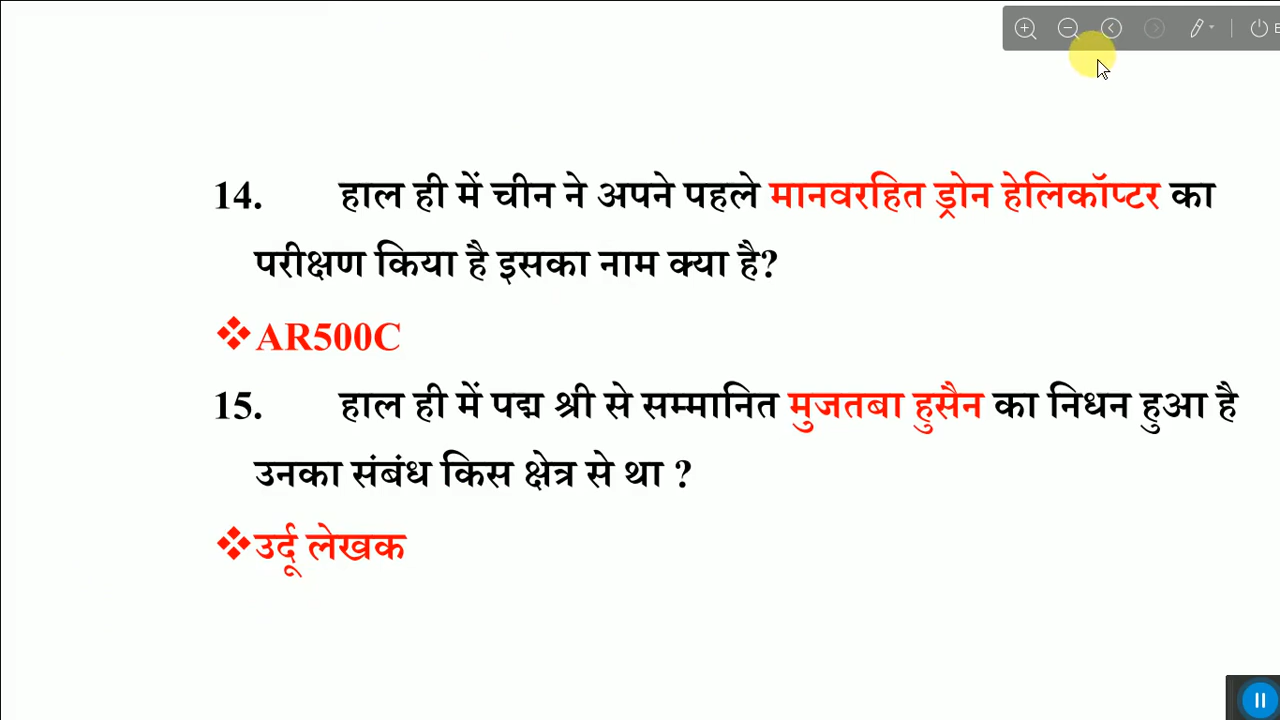 14. हाल ही में चीन ने अपने पहले मानवरहित ड्रोन हेलिकॉप्टर का
परीक्षण किया है इसका नाम क्या है?
❖AR500C
15. हाल ही में पद्म श्री से सम्मानित मुजतबा हुसैन का निधन हुआ है
उनका संबंध किस क्षेत्र से था ?
❖उर्दू लेखक